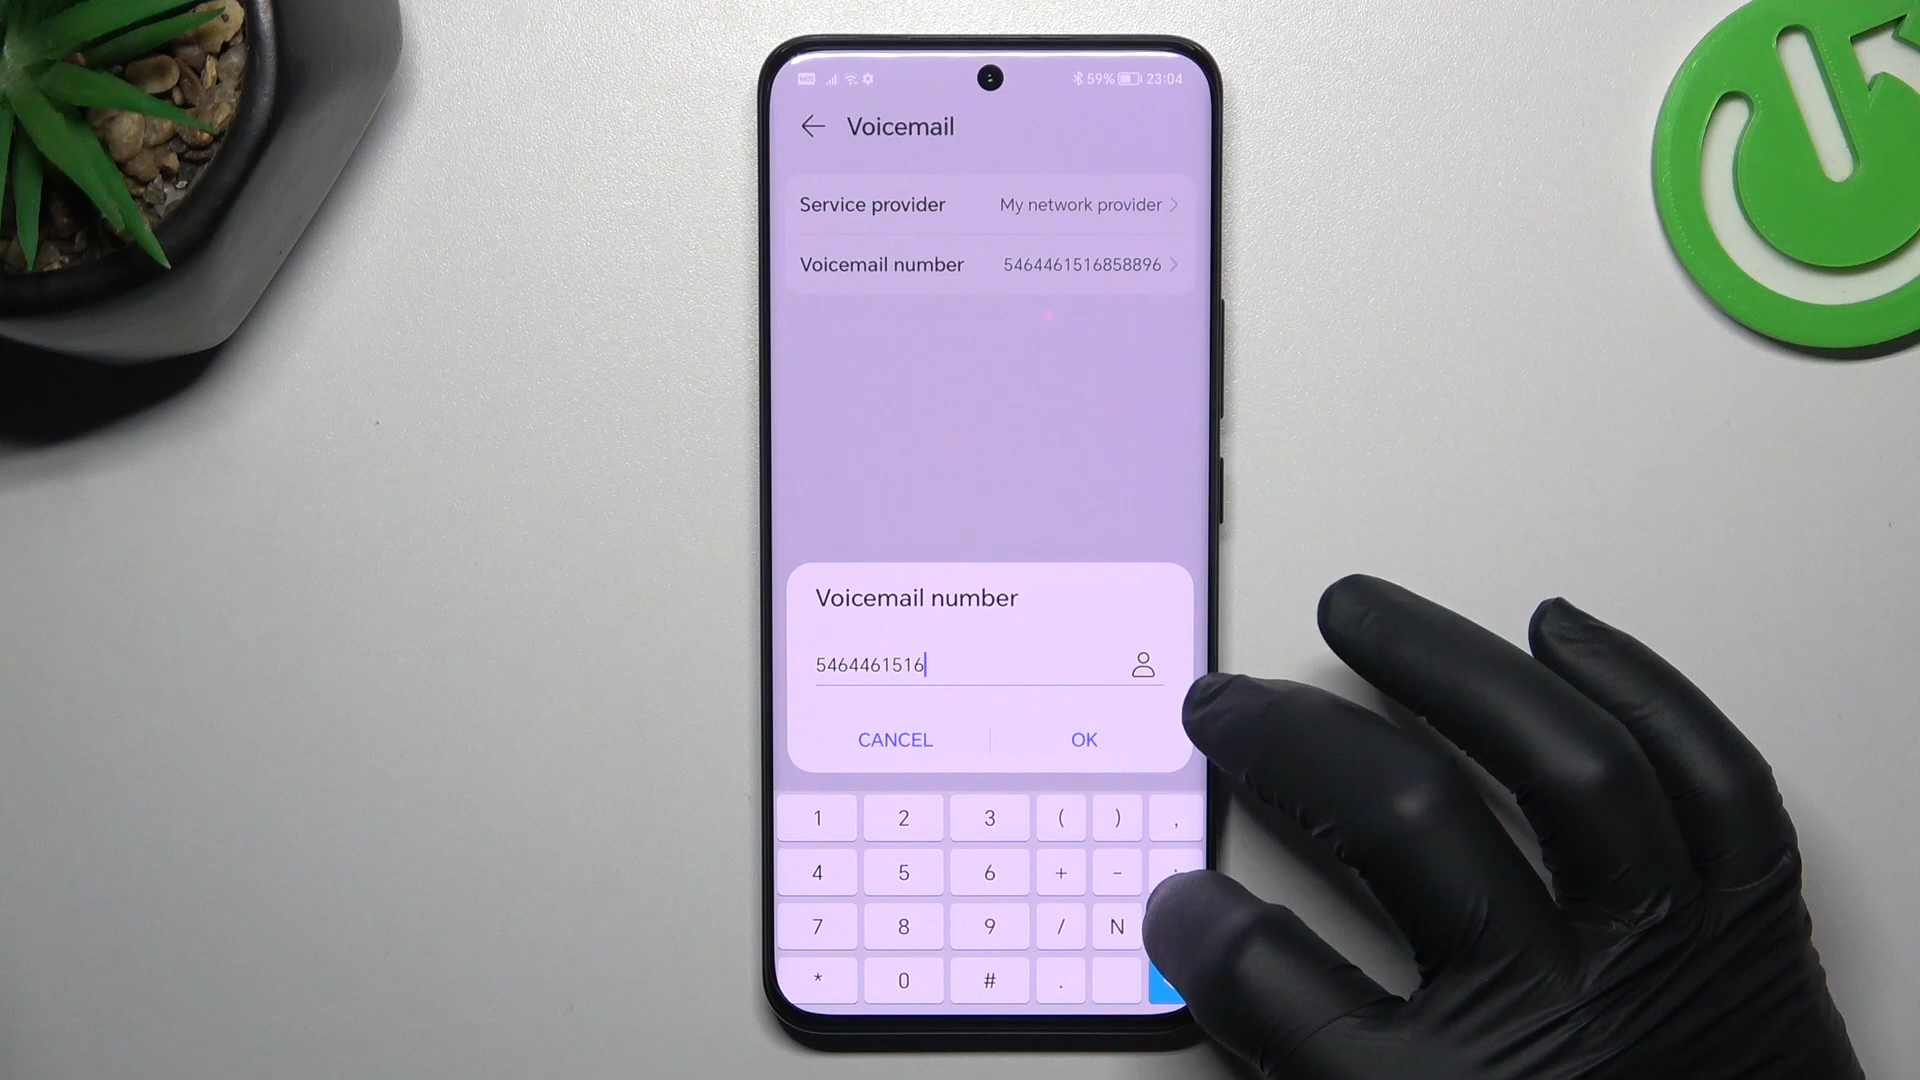 59% 23:04
Voicemail
Service provider My network provider
Voicemail number 5464461516858896
Voicemail number
5464461516
CANCEL OK
1 2 3 ( ) ,
4 5 6 + -
7 8 9 / N
* 0 # .